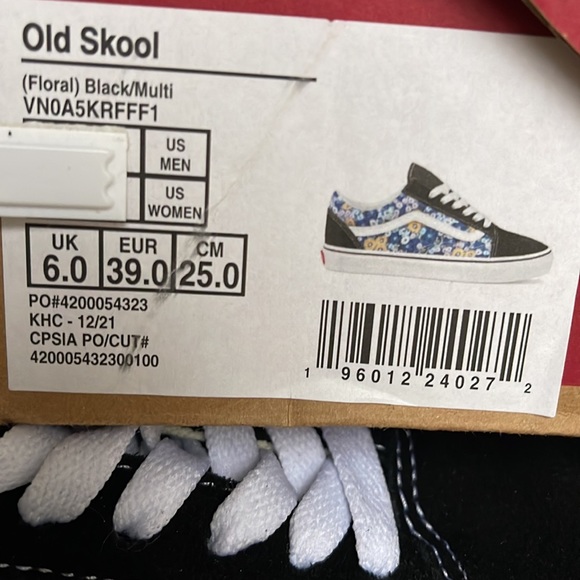 Old Skool
(Floral) Black/Multi
VN0A5KRFFF1
US
MEN
US
WOMEN
UK
6.0
EUR
39.0
CM
25.0
PO#4200054323
KHC - 12/21
CPSIA PO/CUT#
420005432300100
1 96012 24027 2